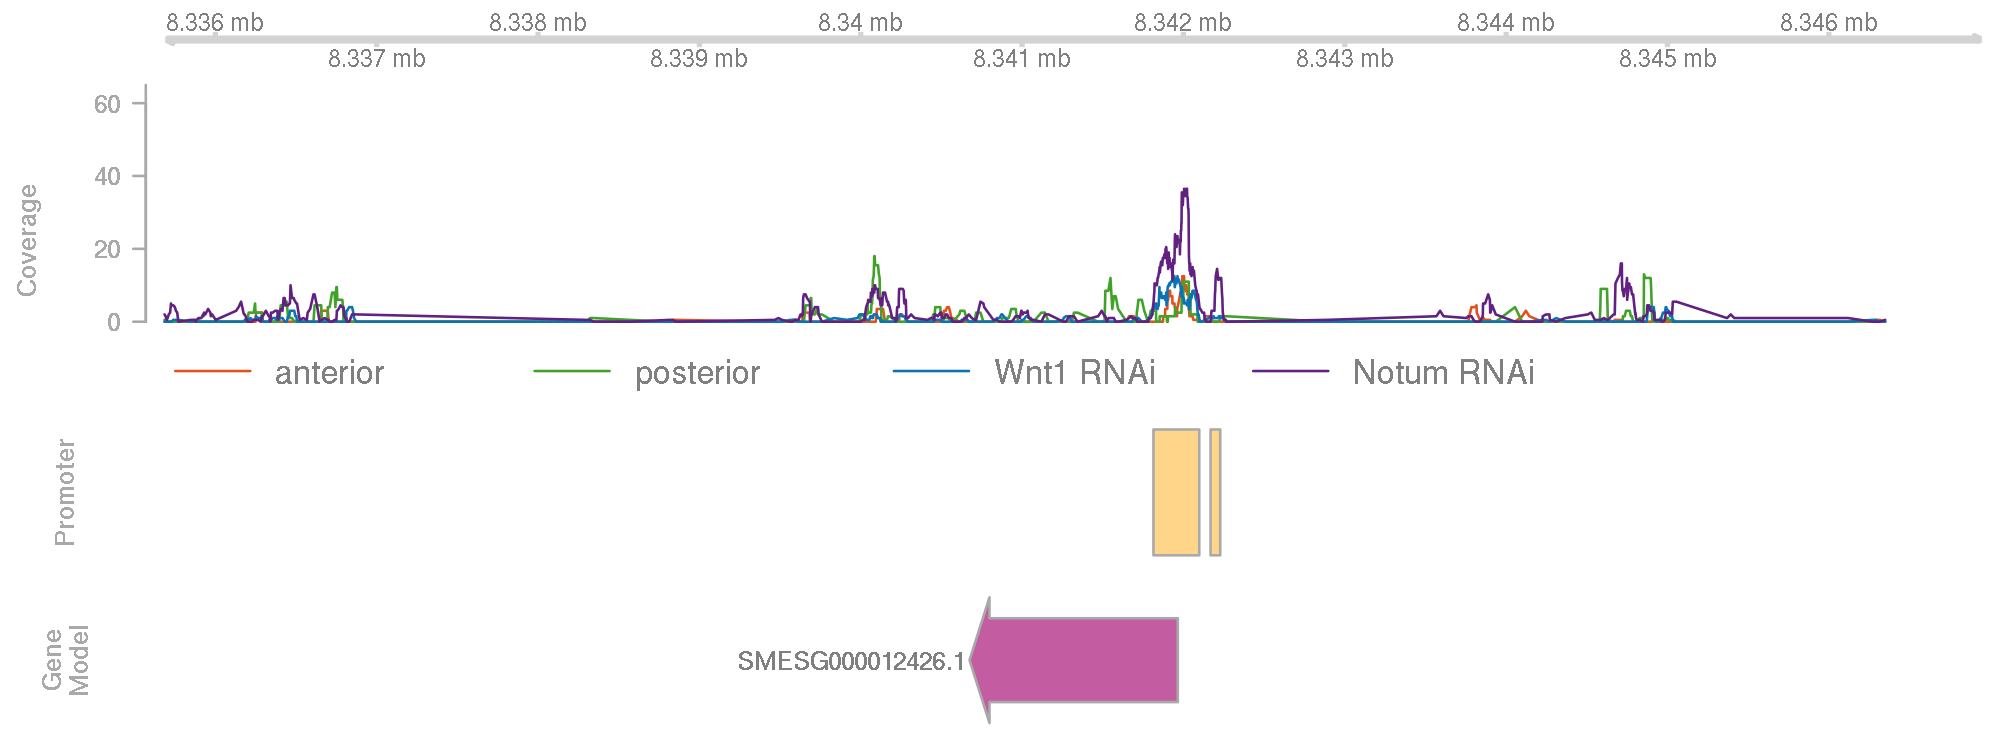 8.336 mb 8.338 mb 8.34 mb 8.342 mb 8.344 mb 8.346 mb
8.337 mb 8.339 mb 8.341 mb 8.343 mb 8.345 mb
60
40
20
0
Coverage
anterior posterior Wnt1 RNAi Notum RNAi
Promoter
Gene
Model
SMESG000012426.1